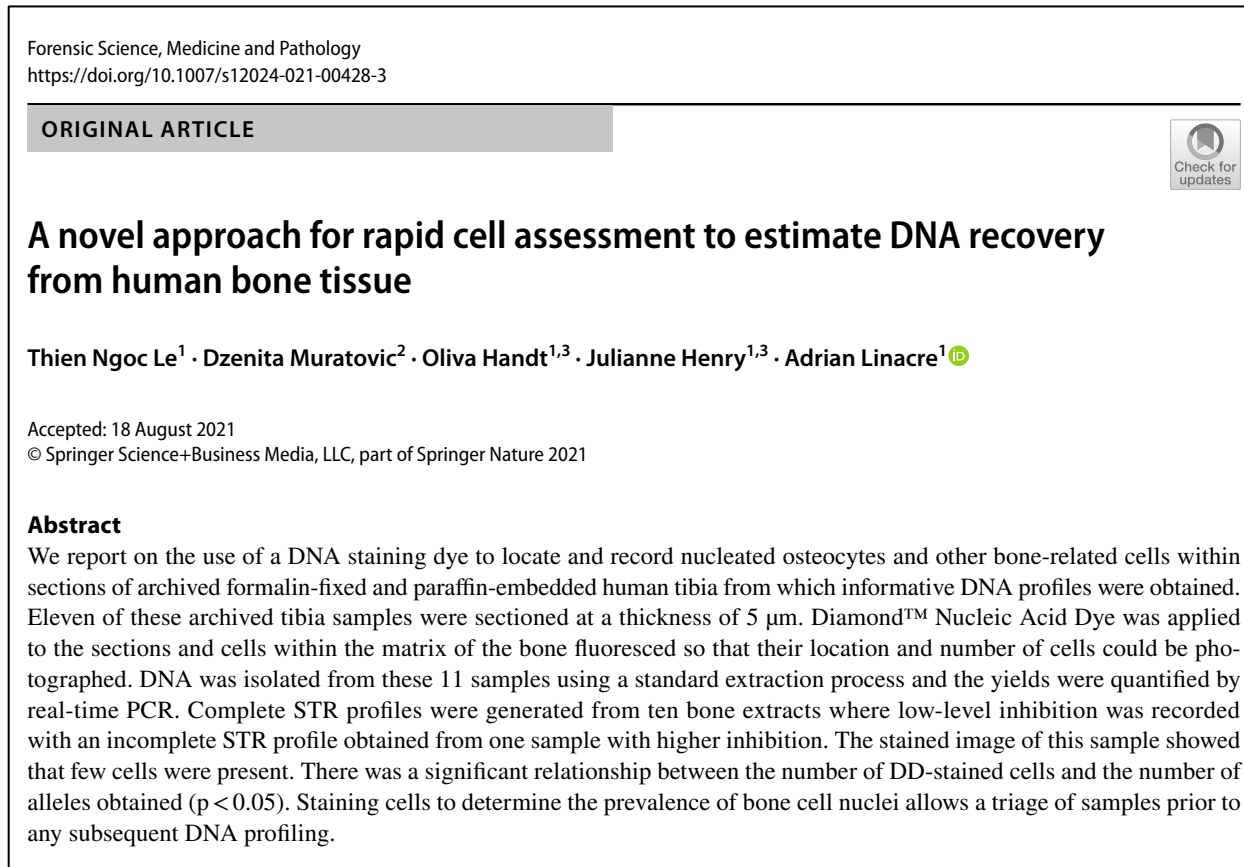 Forensic Science, Medicine and Pathology
https://doi.org/10.1007/s12024-021-00428-3
ORIGINAL ARTICLE
Check for
updates
A novel approach for rapid cell assessment to estimate DNA recovery
from human bone tissue
Thien Ngoc Le1 · Dzenita Muratovic2 · Oliva Handt1,3 · Julianne Henry1,3 · Adrian Linacre1 iD
Accepted: 18 August 2021
© Springer Science+Business Media, LLC, part of Springer Nature 2021
Abstract
We report on the use of a DNA staining dye to locate and record nucleated osteocytes and other bone-related cells within
sections of archived formalin-fixed and paraffin-embedded human tibia from which informative DNA profiles were obtained.
Eleven of these archived tibia samples were sectioned at a thickness of 5 μm. Diamond™ Nucleic Acid Dye was applied
to the sections and cells within the matrix of the bone fluoresced so that their location and number of cells could be pho-
tographed. DNA was isolated from these 11 samples using a standard extraction process and the yields were quantified by
real-time PCR. Complete STR profiles were generated from ten bone extracts where low-level inhibition was recorded
with an incomplete STR profile obtained from one sample with higher inhibition. The stained image of this sample showed
that few cells were present. There was a significant relationship between the number of DD-stained cells and the number of
alleles obtained (p < 0.05). Staining cells to determine the prevalence of bone cell nuclei allows a triage of samples prior to
any subsequent DNA profiling.